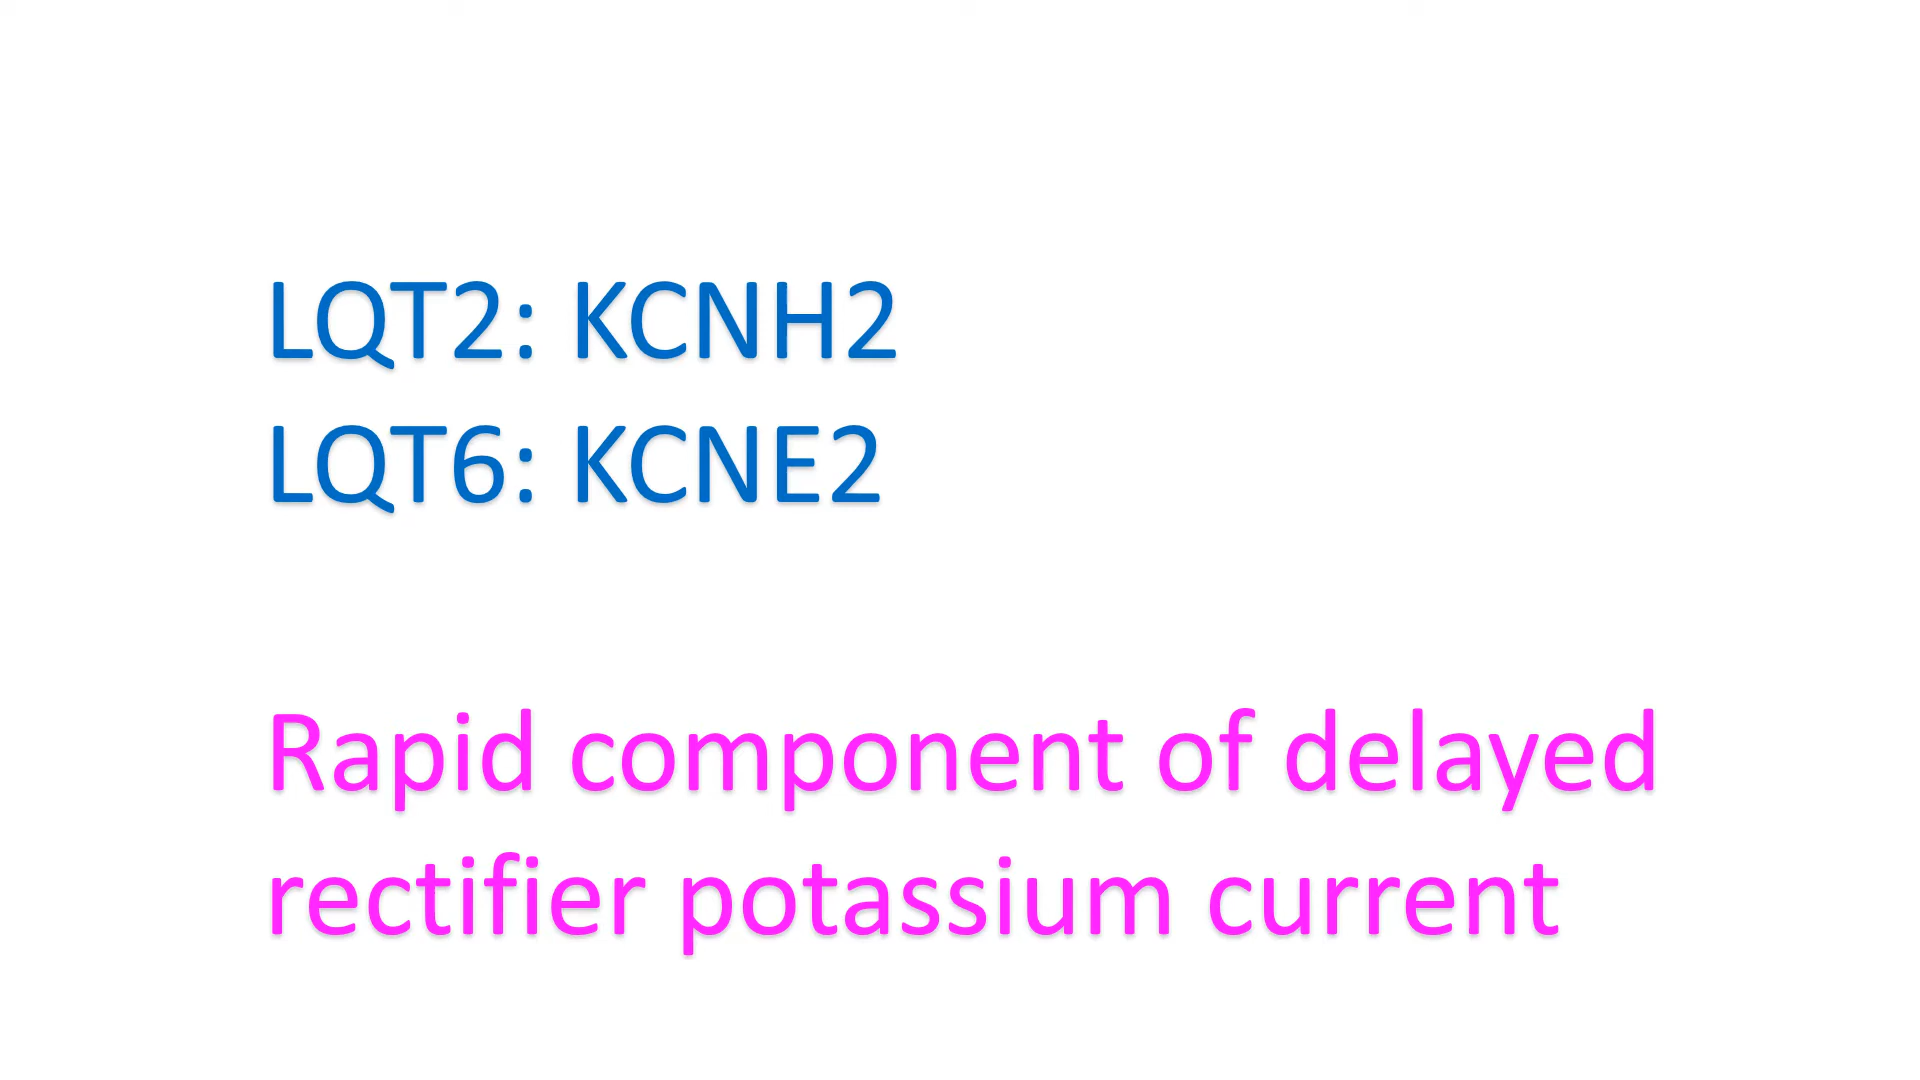 LQT2: KCNH2
LQT6: KCNE2
Rapid component of delayed
rectifier potassium current